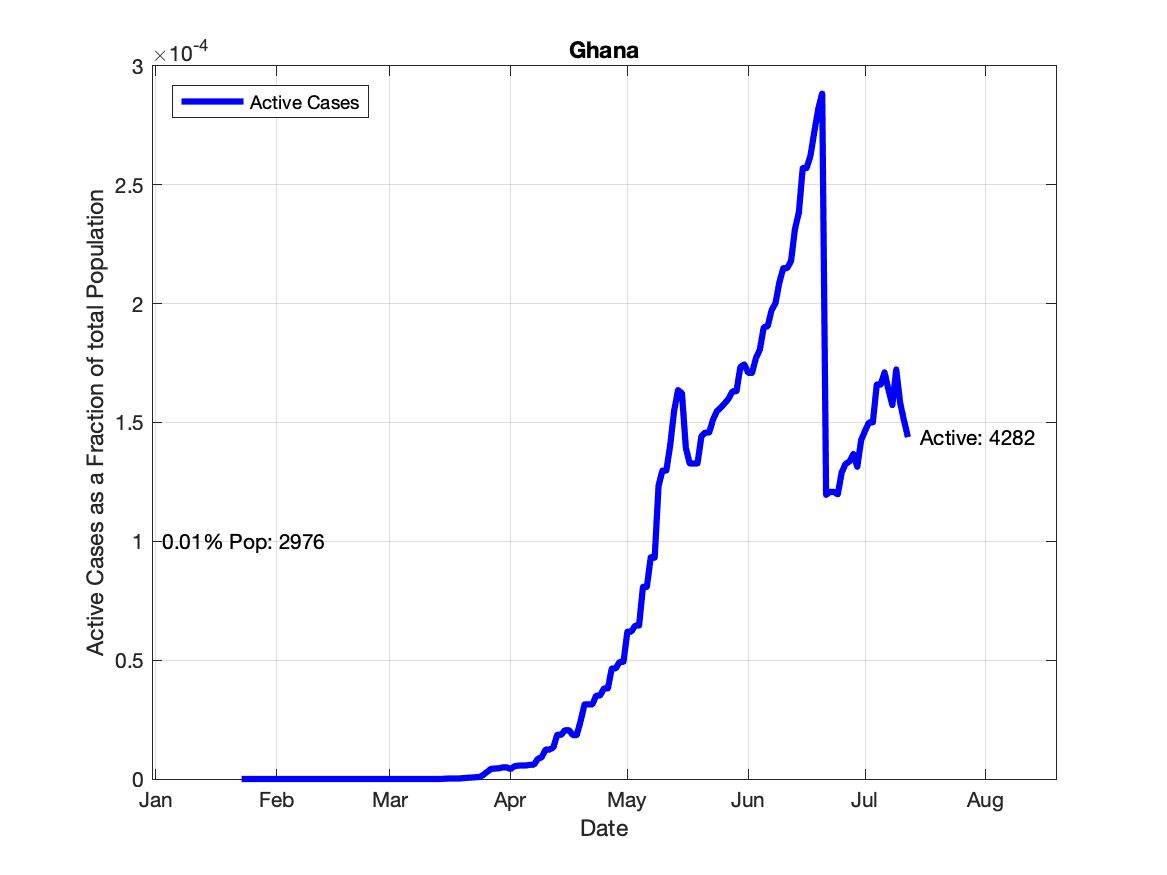 Ghana
×10-4
3
2.5
2
1.5
1
0.5
0
Active Cases
Active Cases as a Fraction of total Population
0.01% Pop: 2976
Active: 4282
Jan Feb Mar Apr May Jun Jul Aug
Date